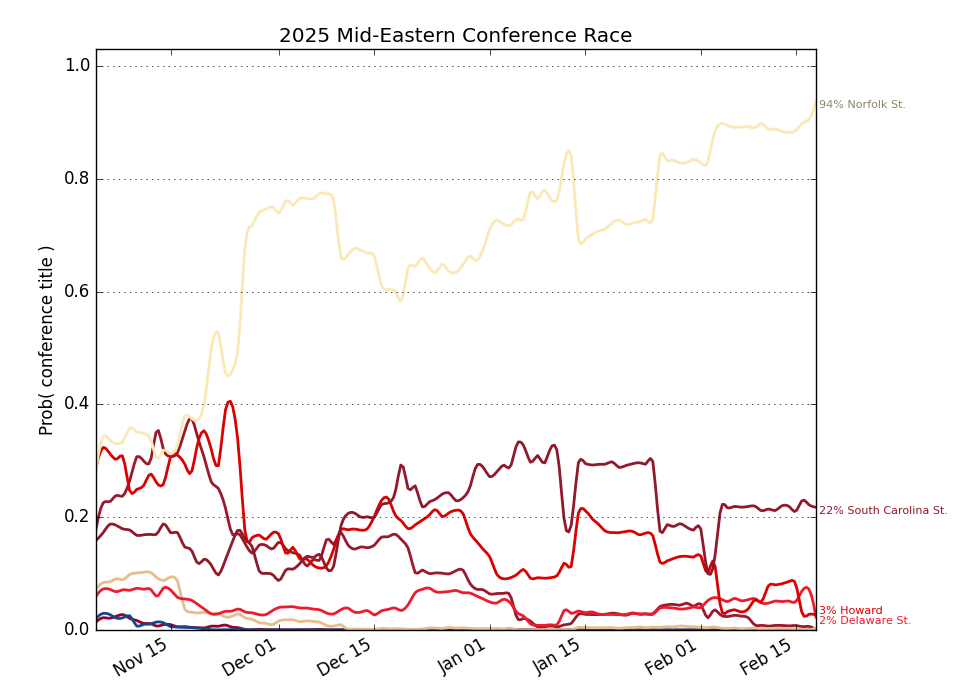 2025 Mid-Eastern Conference Race
Prob( conference title )
1.0
0.8
0.6
0.4
0.2
0.0
Nov 15
Dec 01
Dec 15
Jan 01
Jan 15
Feb 01
Feb 15
94% Norfolk St.
22% South Carolina St.
3% Howard
2% Delaware St.